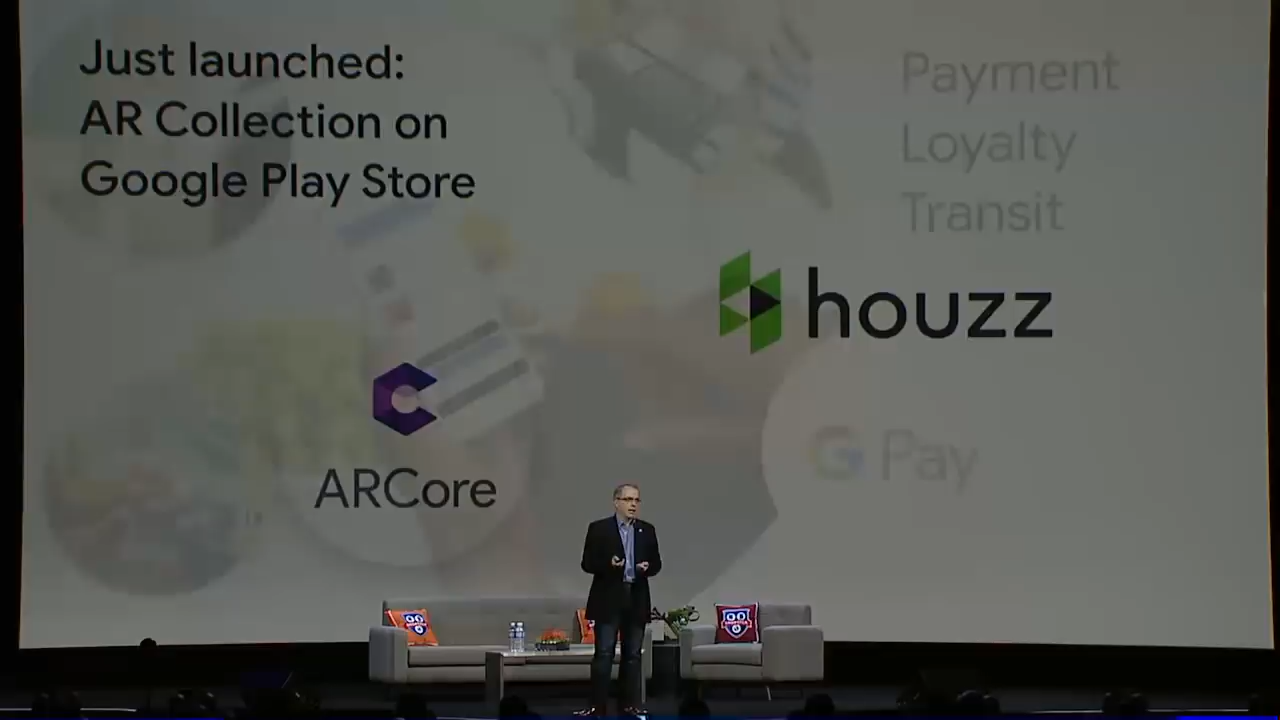 Just launched:
AR Collection on
Google Play Store
Payment
Loyalty
Transit
houzz
G Pay
ARCore